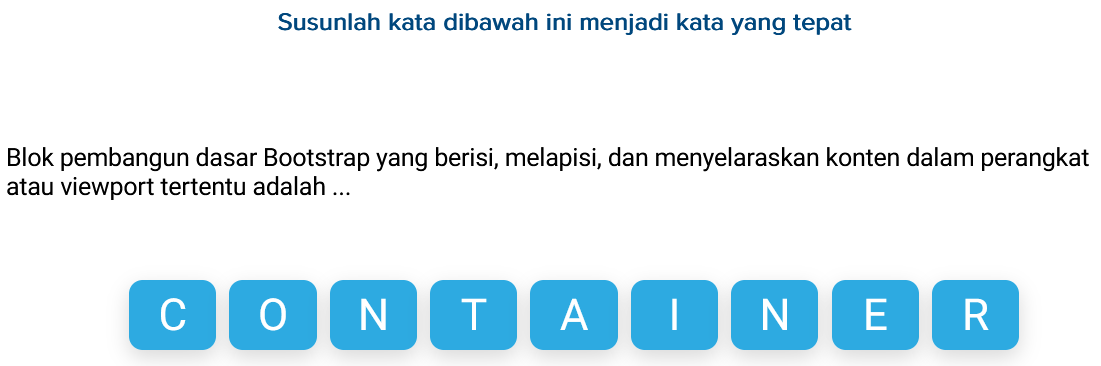 Susunlah kata dibawah ini menjadi kata yang tepat
Blok pembangun dasar Bootstrap yang berisi, melapisi, dan menyelaraskan konten dalam perangkat
atau viewport tertentu adalah ...
C O N T A I N E R